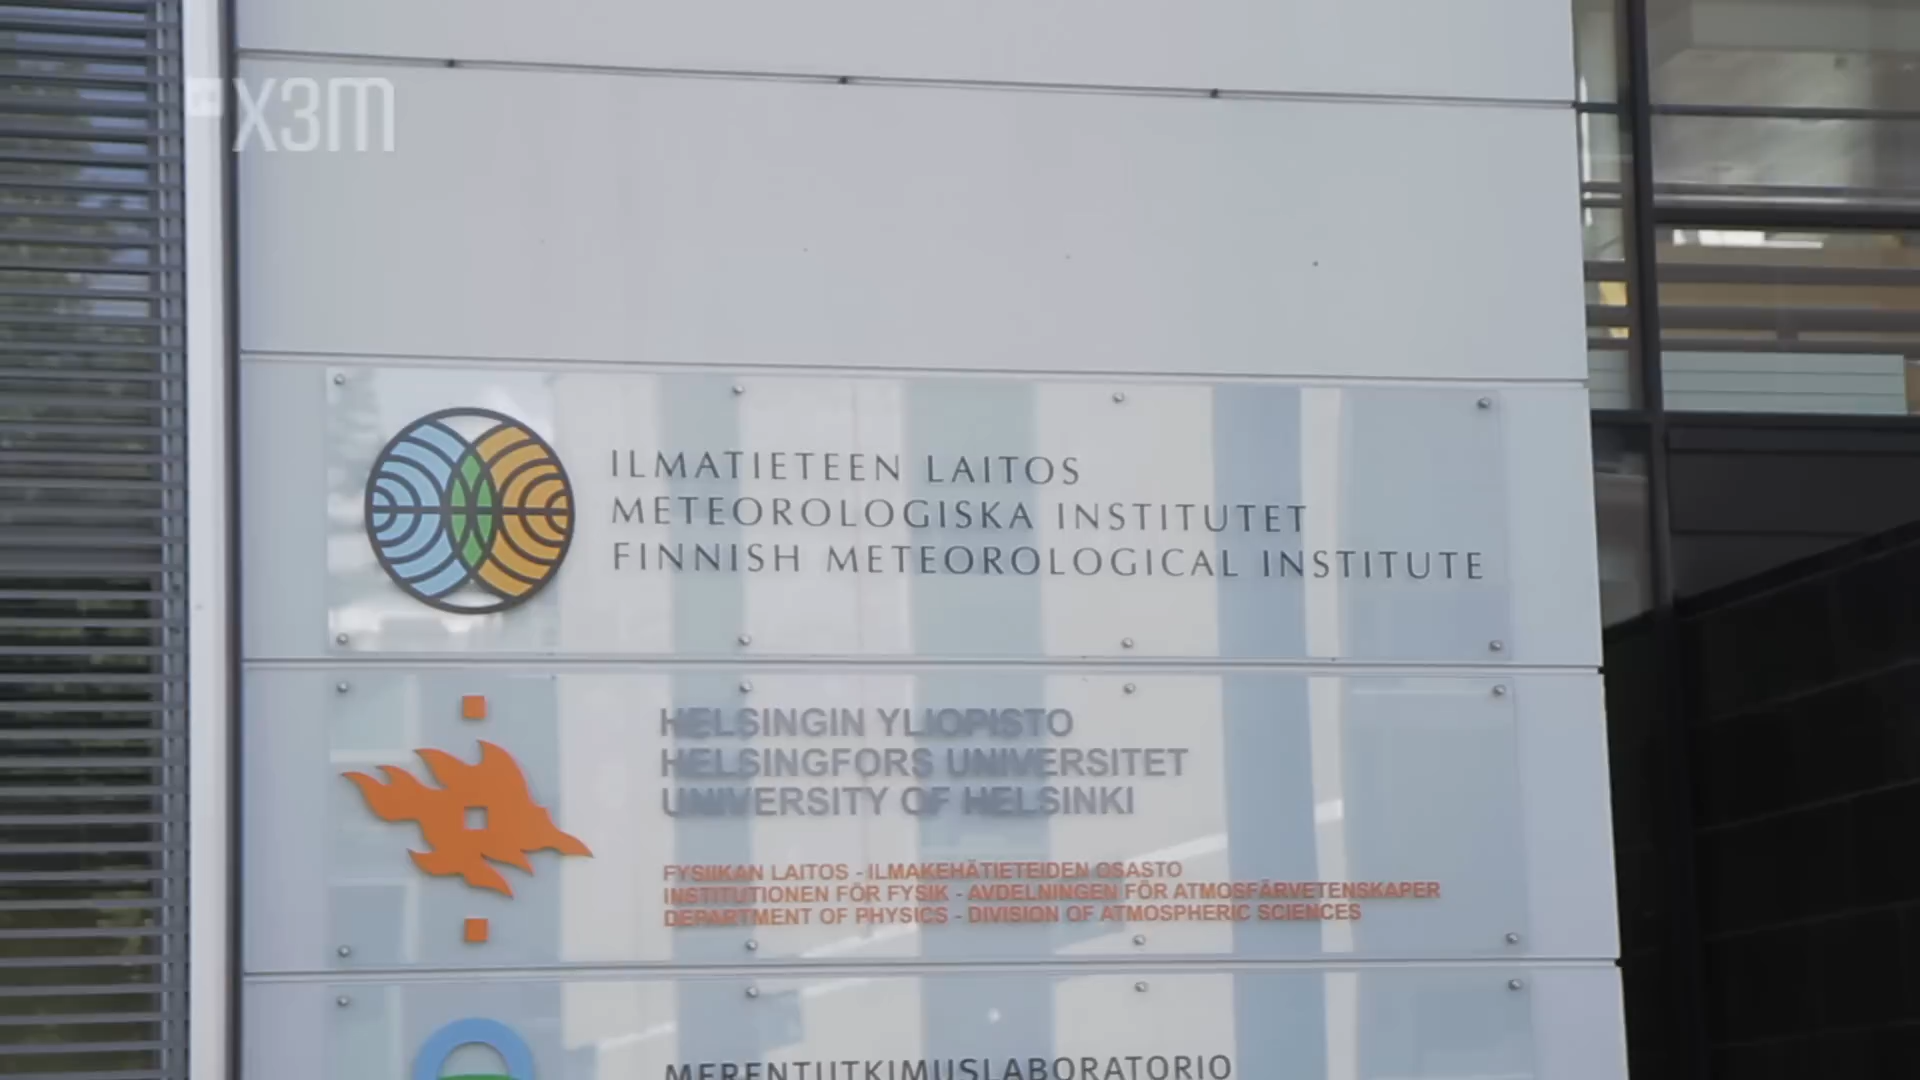 X3M
ILMATIETEEN LAITOS
METEOROLOGISKA INSTITUTET
FINNISH METEOROLOGICAL INSTITUTE
HELSINGIN YLIOPISTO
HELSINGFORS UNIVERSITET
UNIVERSITY OF HELSINKI
FYSIIKAN LAITOS - ILMAKEHÄTIETEIDEN OSASTO
INSTITUTIONEN FÖR FYSIK - AVDELNINGEN FÖR ATMOSFÄRVETENSKAPER
DEPARTMENT OF PHYSICS - DIVISION OF ATMOSPHERIC SCIENCES
MERENTUTKIMUSLABORATORIO